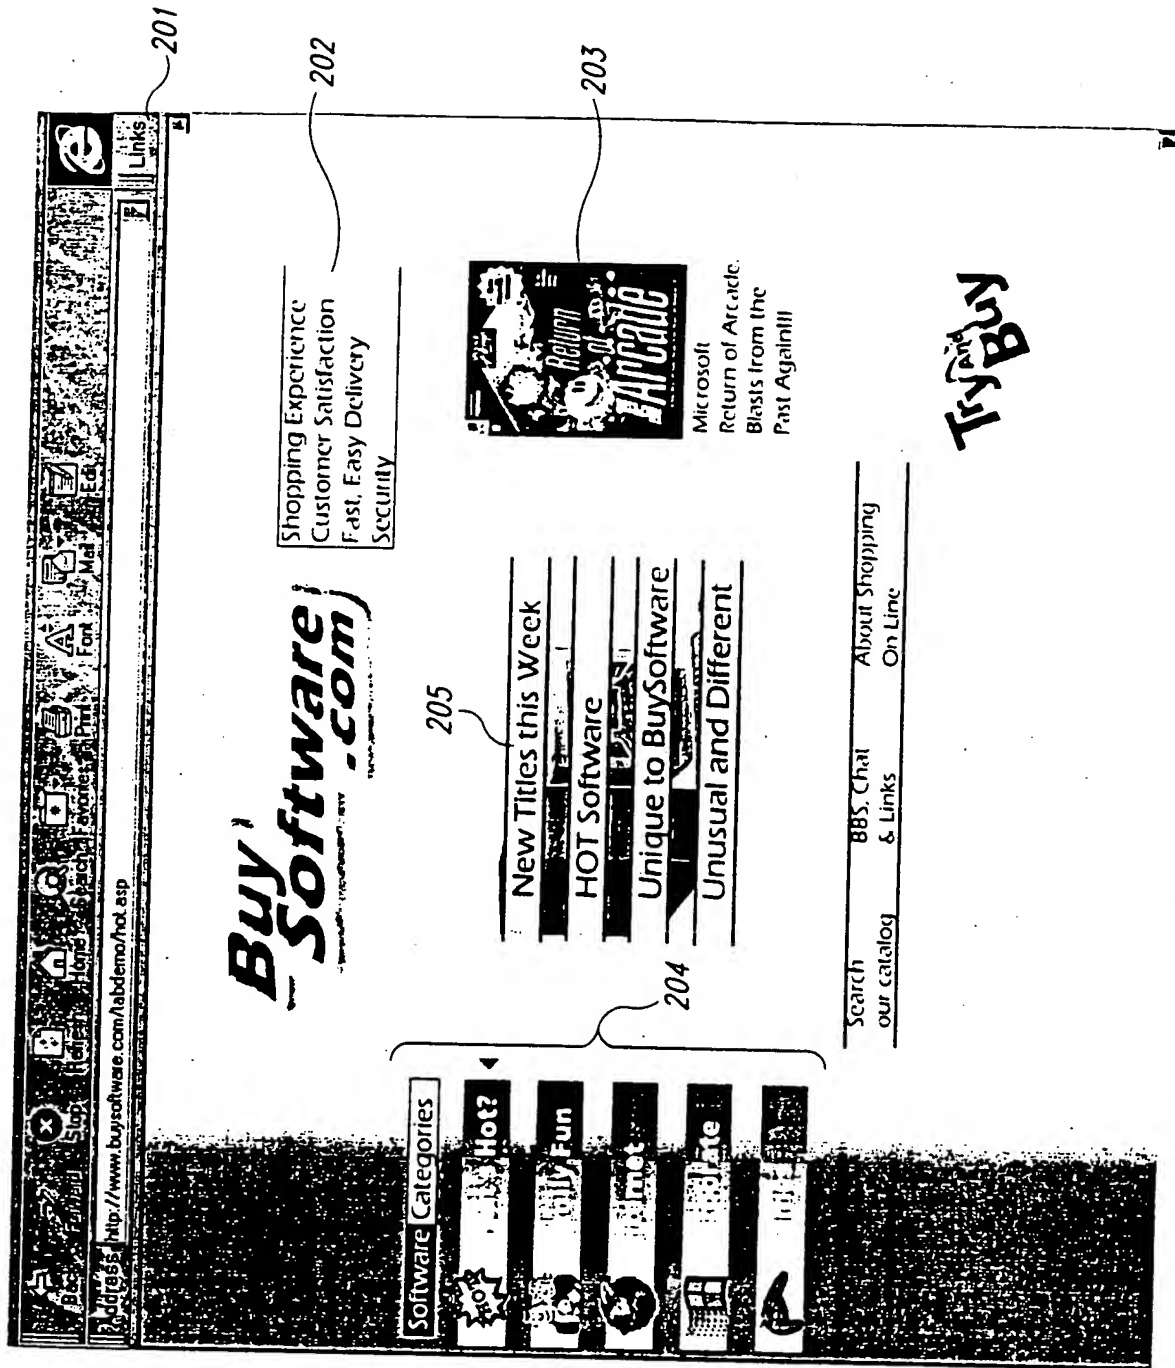 Back Stop Refresh Home Search Favorites Print Font Mail Edit
Address http://www.buysoftware.com/tabdemo/hot.asp
Links
201
Buy
Software
.com
Shopping Experience
Customer Satisfaction
Fast, Easy Delivery
Security
202
Software Categories
Hot?
Fun
204
205
New Titles this Week
HOT Software
Unique to BuySoftware
Unusual and Different
Return
of
Arcade
203
Microsoft
Return of Arcade.
Blasts from the
Past Again!!!
Search
our catalog
BBS, Chat
& Links
About Shopping
On Line
Try And
Buy